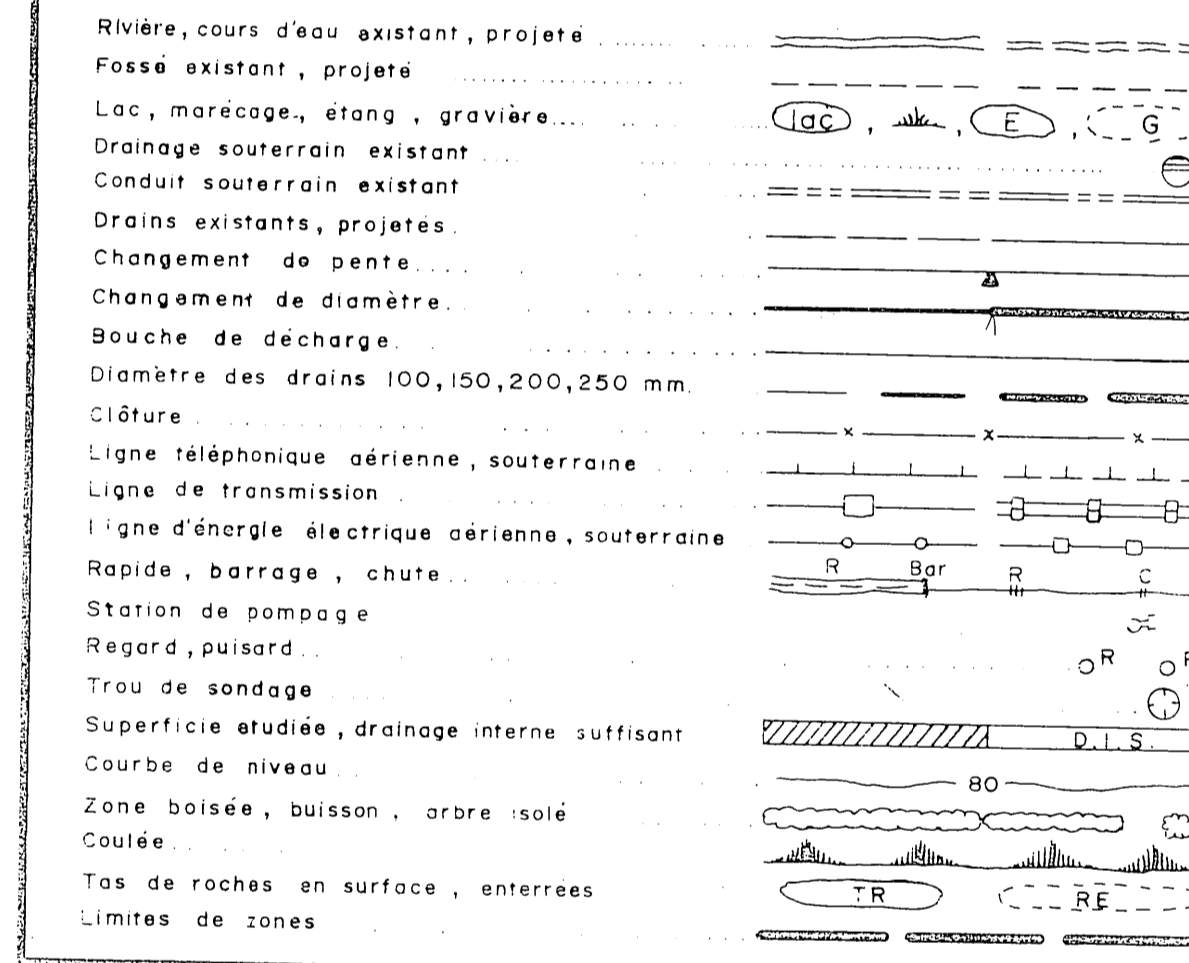 Rivière, cours d'eau existant, projeté
Fossé existant, projeté
Lac, marécage, étang, gravière.... lac, E, G
Drainage souterrain existant
Conduit souterrain existant
Drains existants, projetés.
Changement de pente....
Changement de diamètre.
Bouche de décharge.
Diamètre des drains 100, 150, 200, 250 mm.
Clôture x x x
Ligne téléphonique aérienne, souterraine
Ligne de transmission
Ligne d'énergie électrique aérienne, souterraine
Rapide, barrage, chute.. R Bar R C
Station de pompage
Regard, puisard.. R
Trou de sondage
Superficie etudiée, drainage interne suffisant D.I.S.
Courbe de niveau 80
Zone boisée, buisson, arbre isolé
Coulée
Tas de roches en surface, enterrées TR RE
Limites de zones